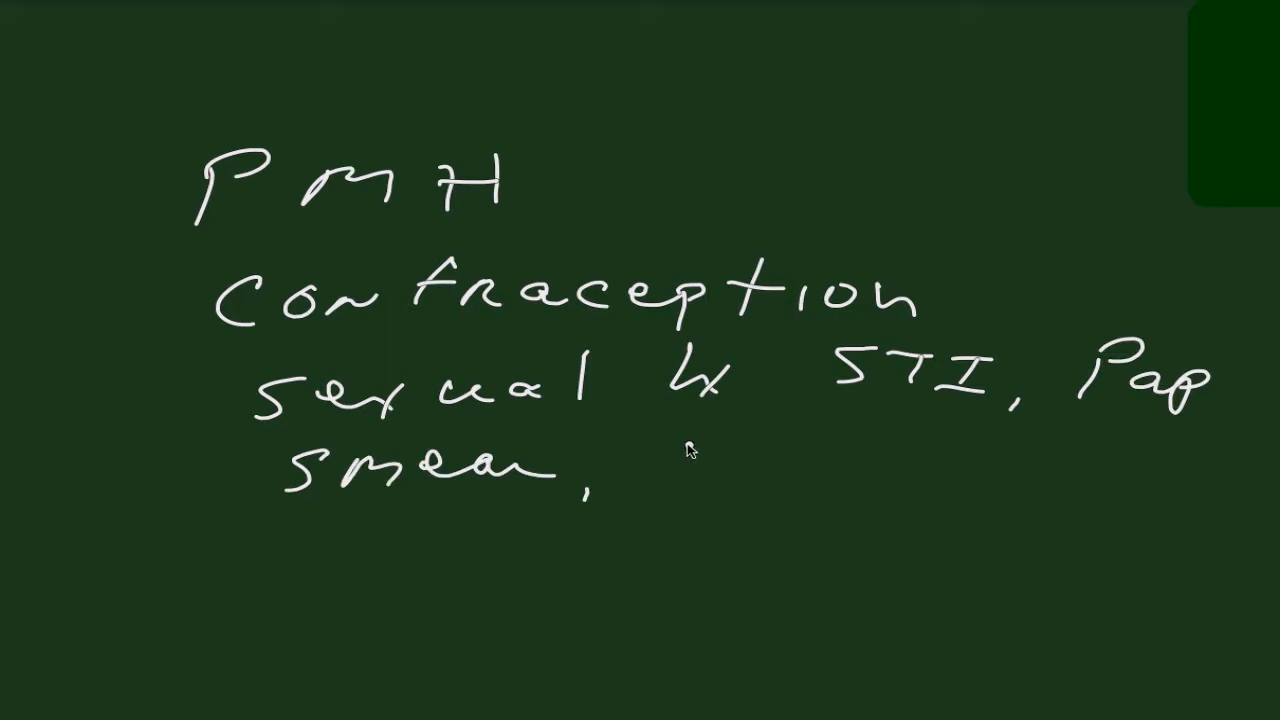 PMH
contraception
sexual hx STI, Pap
smear,